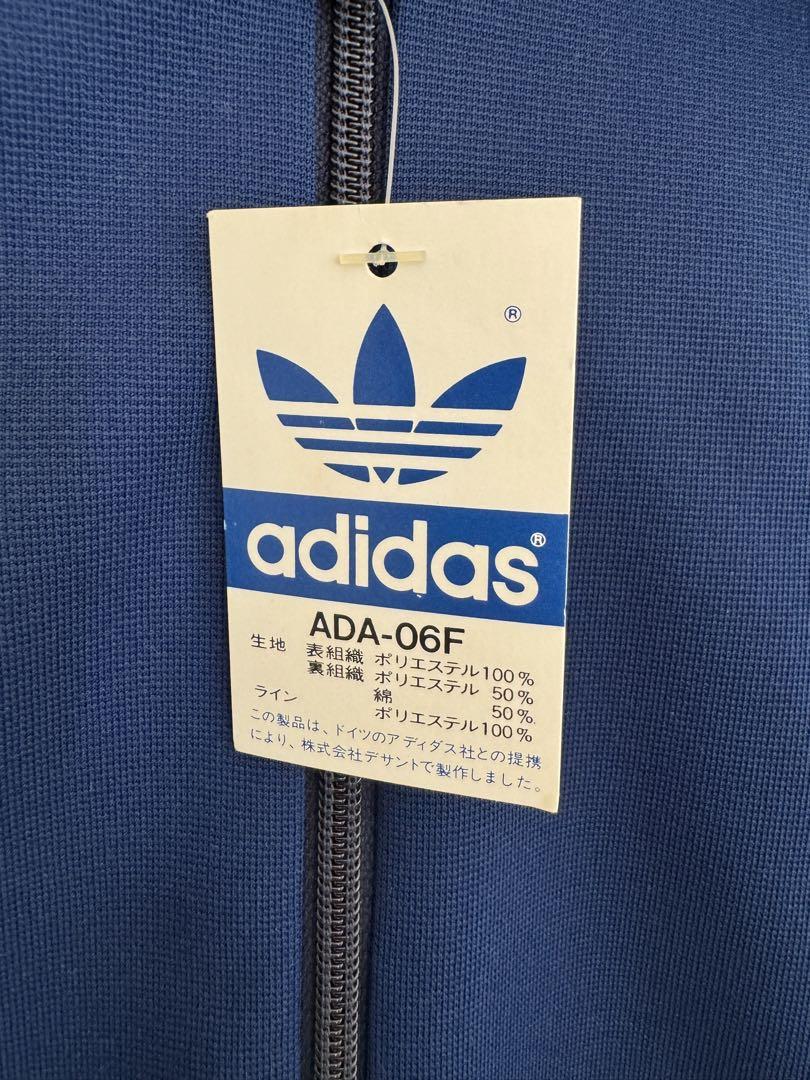 ®
adidas®
ADA-06F
生地 表組織 ポリエステル100%
裏組織 ポリエステル 50%
綿 50%
ライン ポリエステル100%
この製品は、ドイツのアディダス社との提携
により、株式会社デサントで製作しました。